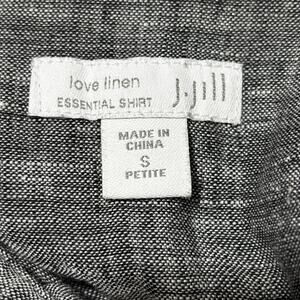 love linen
ESSENTIAL SHIRT
J.Jill
MADE IN
CHINA
S
PETITE